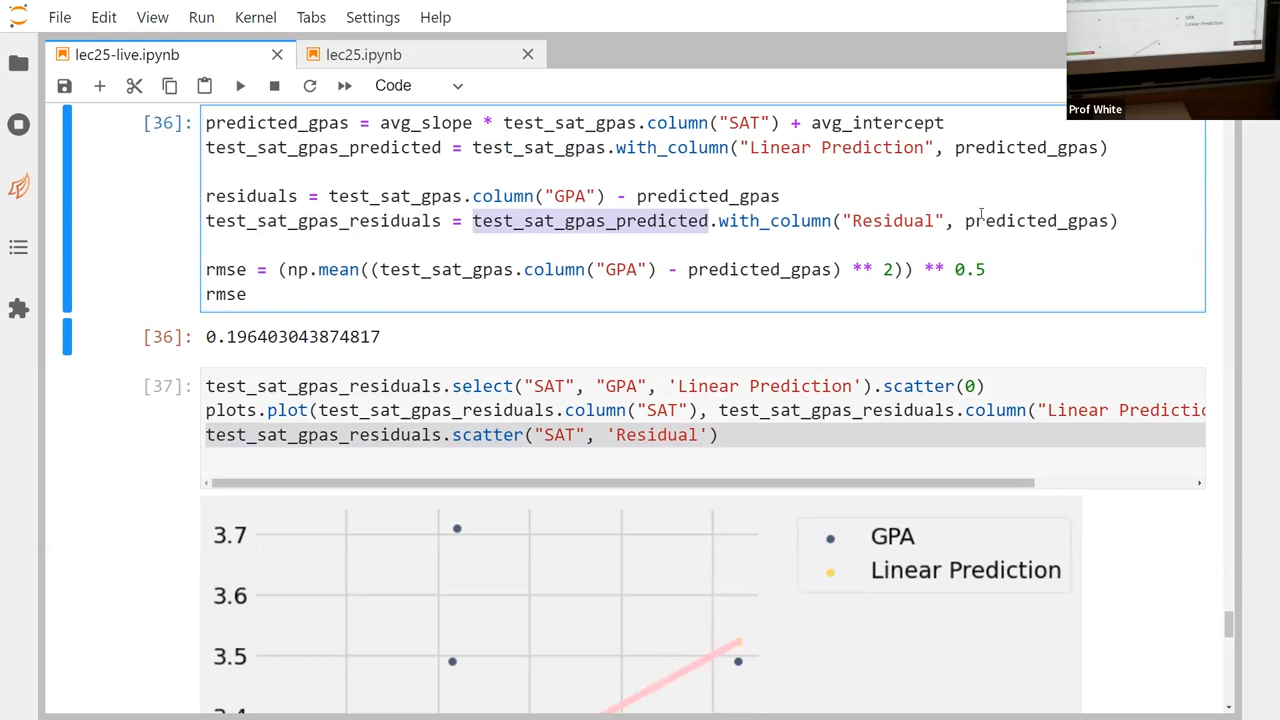 File Edit View Run Kernel Tabs Settings Help
lec25-live.ipynb
lec25.ipynb
Code
Prof White
[36]: predicted_gpas = avg_slope * test_sat_gpas.column("SAT") + avg_intercept
test_sat_gpas_predicted = test_sat_gpas.with_column("Linear Prediction", predicted_gpas)
residuals = test_sat_gpas.column("GPA") - predicted_gpas
test_sat_gpas_residuals = test_sat_gpas_predicted.with_column("Residual", predicted_gpas)
rmse = (np.mean((test_sat_gpas.column("GPA") - predicted_gpas) ** 2)) ** 0.5
rmse
[36]: 0.196403043874817
[37]: test_sat_gpas_residuals.select("SAT", "GPA", 'Linear Prediction').scatter(0)
plots.plot(test_sat_gpas_residuals.column("SAT"), test_sat_gpas_residuals.column("Linear Predictio
test_sat_gpas_residuals.scatter("SAT", 'Residual')
3.7
GPA
Linear Prediction
3.6
3.5